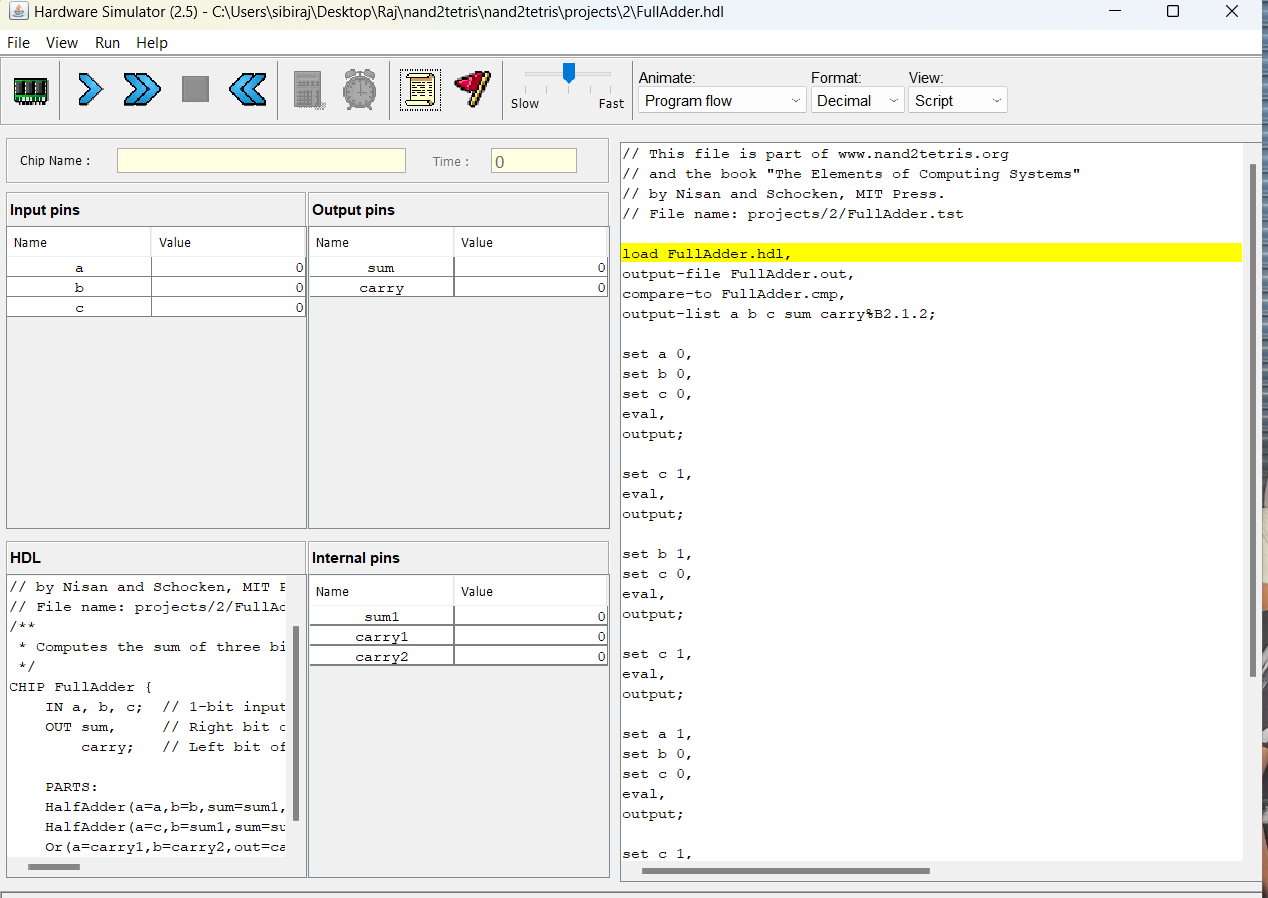 Hardware Simulator (2.5) - C:\Users\sibiraj\Desktop\Raj\nand2tetris\nand2tetris\projects\2\FullAdder.hdl
File View Run Help
Slow Fast
Animate: Format: View:
Program flow Decimal Script
Chip Name : Time : 0
Input pins
Name Value
a 0
b 0
c 0
Output pins
Name Value
sum 0
carry 0
HDL
// by Nisan and Schocken, MIT P
// File name: projects/2/FullAd
/**
 * Computes the sum of three bi
 */
CHIP FullAdder {
    IN a, b, c;  // 1-bit input
    OUT sum,     // Right bit o
        carry;   // Left bit of
    PARTS:
    HalfAdder(a=a,b=b,sum=sum1,
    HalfAdder(a=c,b=sum1,sum=su
    Or(a=carry1,b=carry2,out=ca
Internal pins
Name Value
sum1 0
carry1 0
carry2 0
// This file is part of www.nand2tetris.org
// and the book "The Elements of Computing Systems"
// by Nisan and Schocken, MIT Press.
// File name: projects/2/FullAdder.tst
load FullAdder.hdl,
output-file FullAdder.out,
compare-to FullAdder.cmp,
output-list a b c sum carry%B2.1.2;
set a 0,
set b 0,
set c 0,
eval,
output;
set c 1,
eval,
output;
set b 1,
set c 0,
eval,
output;
set c 1,
eval,
output;
set a 1,
set b 0,
set c 0,
eval,
output;
set c 1,